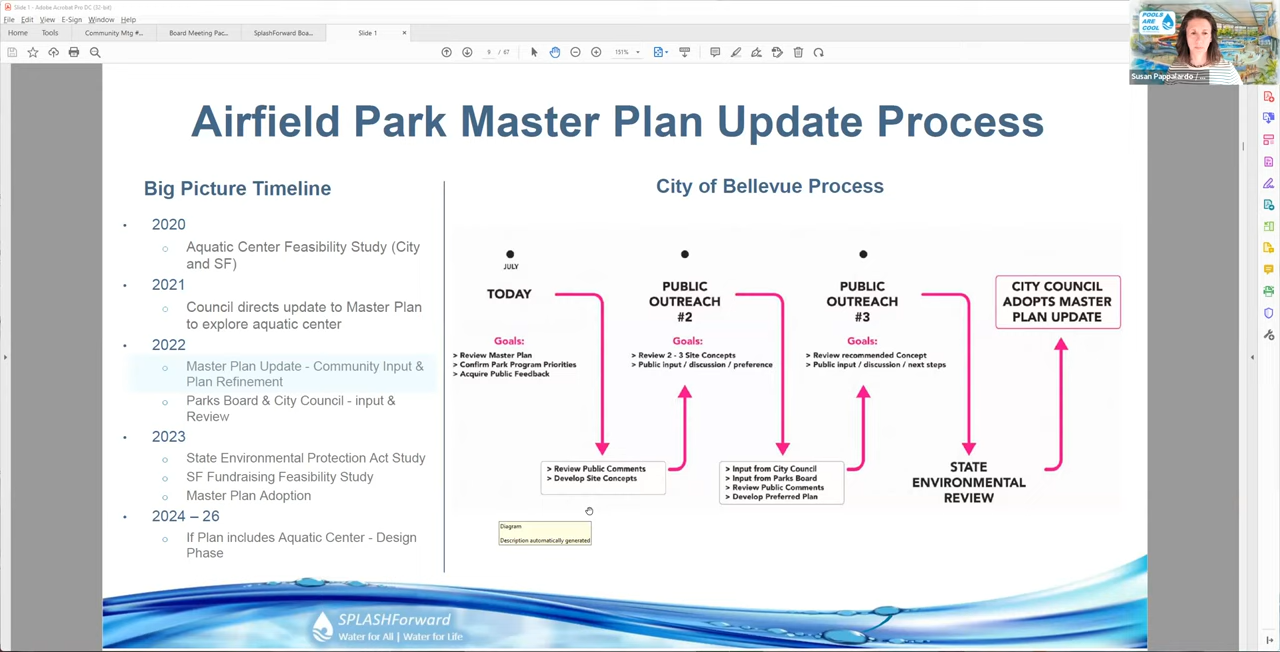 Slide 1 - Adobe Acrobat Pro DC (32-bit)
File Edit View E-Sign Window Help
Home Tools Community Mtg #... Board Meeting Pac... SplashForward Boa... Slide 1 ×
9 / 67 151%
POOLS ARE COOL
Susan Pappalardo / ...
Airfield Park Master Plan Update Process
Big Picture Timeline
• 2020
o Aquatic Center Feasibility Study (City
and SF)
• 2021
o Council directs update to Master Plan
to explore aquatic center
• 2022
o Master Plan Update - Community Input &
Plan Refinement
o Parks Board & City Council - input &
Review
• 2023
o State Environmental Protection Act Study
o SF Fundraising Feasibility Study
o Master Plan Adoption
• 2024 – 26
o If Plan includes Aquatic Center - Design
Phase
City of Bellevue Process
JULY
TODAY
Goals:
> Review Master Plan
> Confirm Park Program Priorities
> Acquire Public Feedback
> Review Public Comments
> Develop Site Concepts
PUBLIC
OUTREACH
#2
Goals:
> Review 2 - 3 Site Concepts
> Public input / discussion / preference
> Input from City Council
> Input from Parks Board
> Review Public Comments
> Develop Preferred Plan
PUBLIC
OUTREACH
#3
Goals:
> Review recommended Concept
> Public input / discussion / next steps
STATE
ENVIRONMENTAL
REVIEW
CITY COUNCIL
ADOPTS MASTER
PLAN UPDATE
Diagram
Description automatically generated
SPLASHForward
Water for All | Water for Life